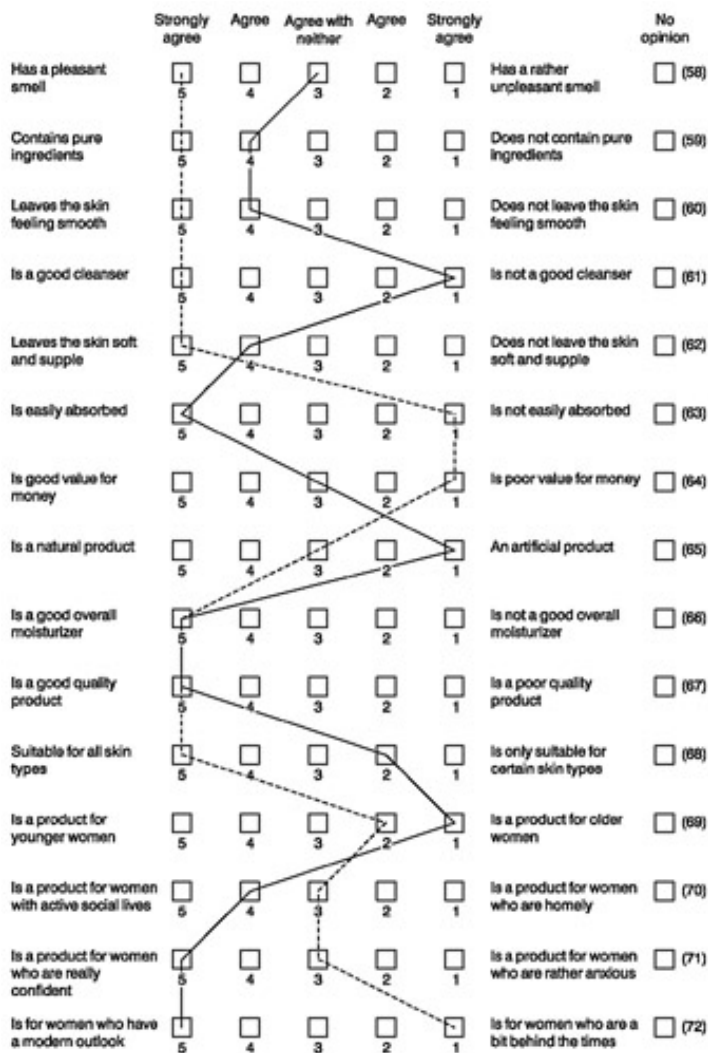 Strongly agree Agree Agree with neither Agree Strongly agree No opinion
Has a pleasant smell 5 4 3 2 1 Has a rather unpleasant smell (58)
Contains pure ingredients 5 4 3 2 1 Does not contain pure ingredients (59)
Leaves the skin feeling smooth 5 4 3 2 1 Does not leave the skin feeling smooth (60)
Is a good cleanser 5 4 3 2 1 Is not a good cleanser (61)
Leaves the skin soft and supple 5 4 3 2 1 Does not leave the skin soft and supple (62)
Is easily absorbed 5 4 3 2 1 Is not easily absorbed (63)
Is good value for money 5 4 3 2 1 Is poor value for money (64)
Is a natural product 5 4 3 2 1 An artificial product (65)
Is a good overall moisturizer 5 4 3 2 1 Is not a good overall moisturizer (66)
Is a good quality product 5 4 3 2 1 Is a poor quality product (67)
Suitable for all skin types 5 4 3 2 1 Is only suitable for certain skin types (68)
Is a product for younger women 5 4 3 2 1 Is a product for older women (69)
Is a product for women with active social lives 5 4 3 2 1 Is a product for women who are homely (70)
Is a product for women who are really confident 5 4 3 2 1 Is a product for women who are rather anxious (71)
Is for women who have a modern outlook 5 4 3 2 1 Is for women who are a bit behind the times (72)